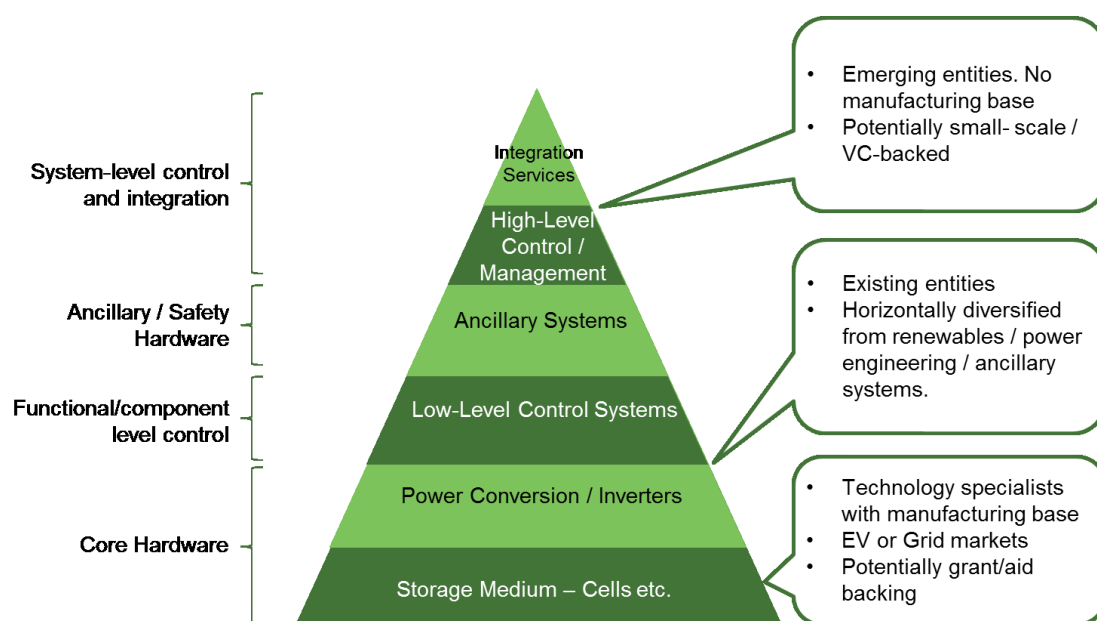 System-level control
and integration
Ancillary / Safety
Hardware
Functional/component
level control
Core Hardware
Integration
Services
High-Level
Control /
Management
Ancillary Systems
Low-Level Control Systems
Power Conversion / Inverters
Storage Medium – Cells etc.
• Emerging entities. No
manufacturing base
• Potentially small- scale /
VC-backed
• Existing entities
• Horizontally diversified
from renewables / power
engineering / ancillary
systems.
• Technology specialists
with manufacturing base
• EV or Grid markets
• Potentially grant/aid
backing